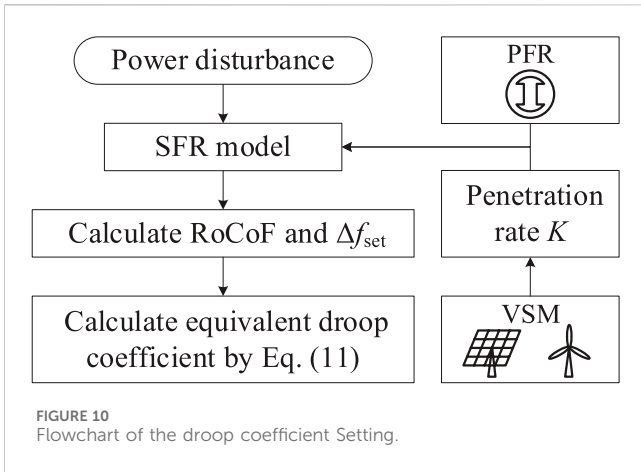 Power disturbance
SFR model
Calculate RoCoF and Δfset
Calculate equivalent droop
coefficient by Eq. (11)
PFR
Penetration
rate K
VSM
FIGURE 10
Flowchart of the droop coefficient Setting.